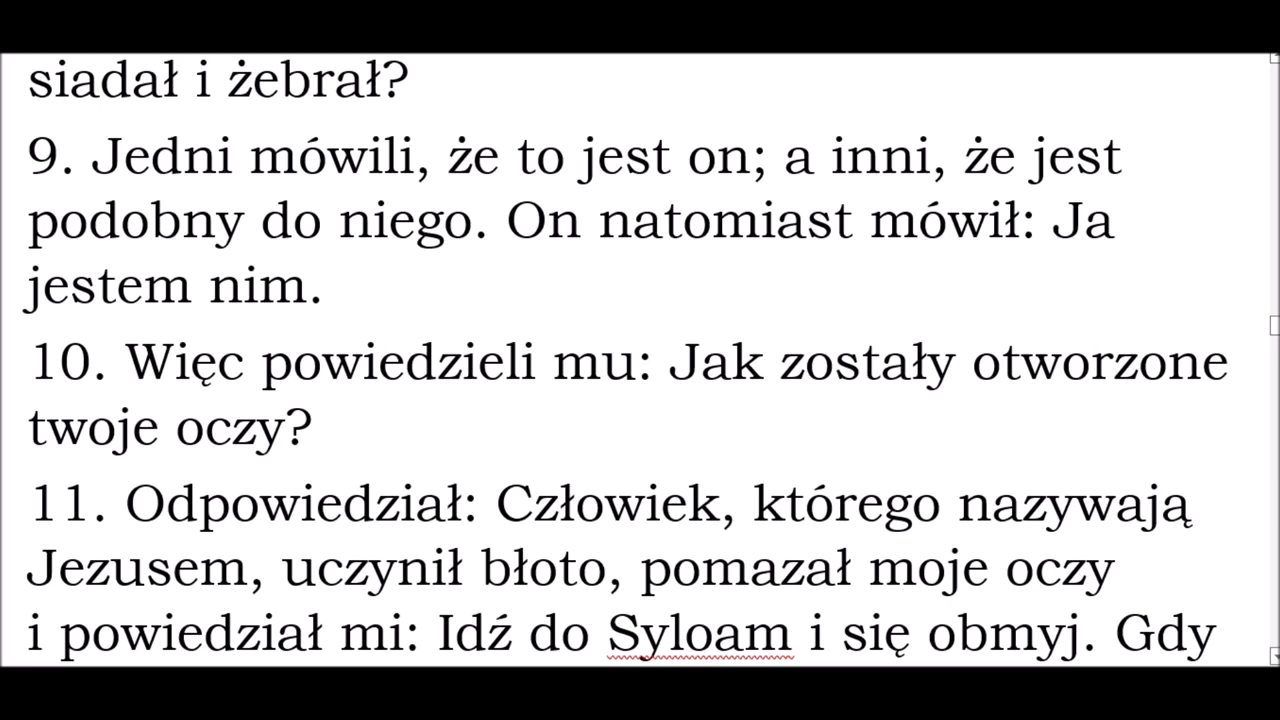 siadał i żebrał?
9. Jedni mówili, że to jest on; a inni, że jest
podobny do niego. On natomiast mówił: Ja
jestem nim.
10. Więc powiedzieli mu: Jak zostały otworzone
twoje oczy?
11. Odpowiedział: Człowiek, którego nazywają
Jezusem, uczynił błoto, pomazał moje oczy
i powiedział mi: Idź do Syloam i się obmyj. Gdy